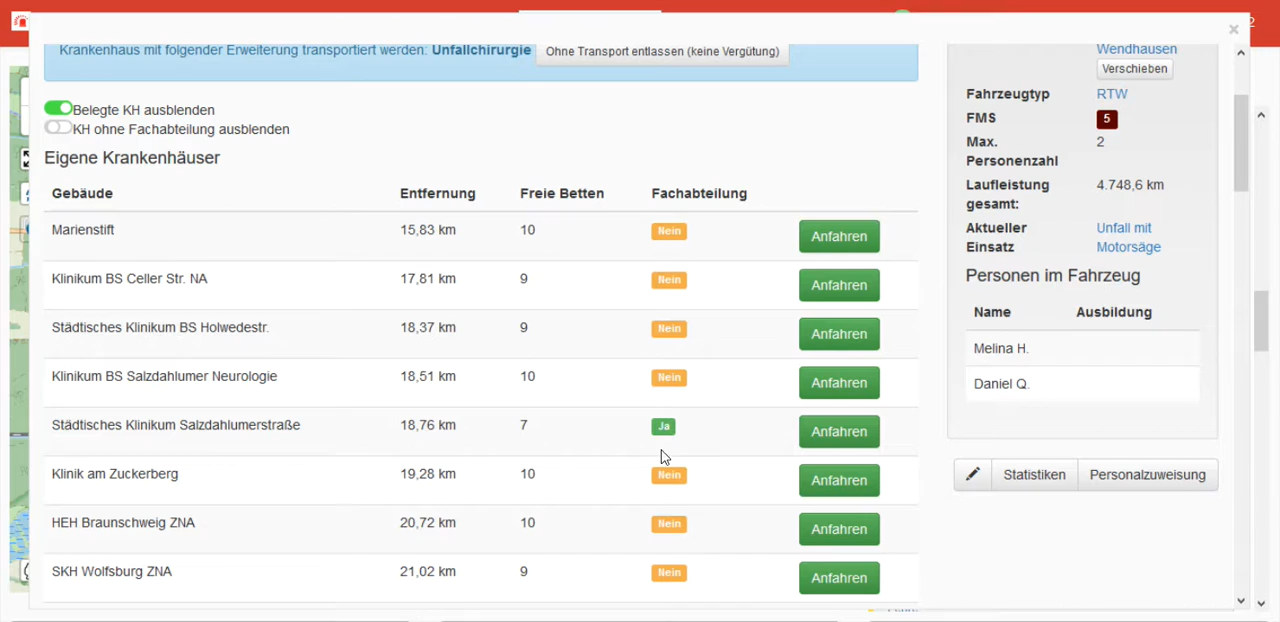 2
×
Krankenhaus mit folgender Erweiterung transportiert werden: Unfallchirurgie Ohne Transport entlassen (keine Vergütung)
Belegte KH ausblenden
KH ohne Fachabteilung ausblenden
Eigene Krankenhäuser
Gebäude Entfernung Freie Betten Fachabteilung
Marienstift 15,83 km 10 Nein Anfahren
Klinikum BS Celler Str. NA 17,81 km 9 Nein Anfahren
Städtisches Klinikum BS Holwedestr. 18,37 km 9 Nein Anfahren
Klinikum BS Salzdahlumer Neurologie 18,51 km 10 Nein Anfahren
Städtisches Klinikum Salzdahlumerstraße 18,76 km 7 Ja Anfahren
Klinik am Zuckerberg 19,28 km 10 Nein Anfahren
HEH Braunschweig ZNA 20,72 km 10 Nein Anfahren
SKH Wolfsburg ZNA 21,02 km 9 Nein Anfahren
Wendhausen
Verschieben
Fahrzeugtyp RTW
FMS 5
Max. 2
Personenzahl
Laufleistung 4.748,6 km
gesamt:
Aktueller Unfall mit
Einsatz Motorsäge
Personen im Fahrzeug
Name Ausbildung
Melina H.
Daniel Q.
Statistiken Personalzuweisung